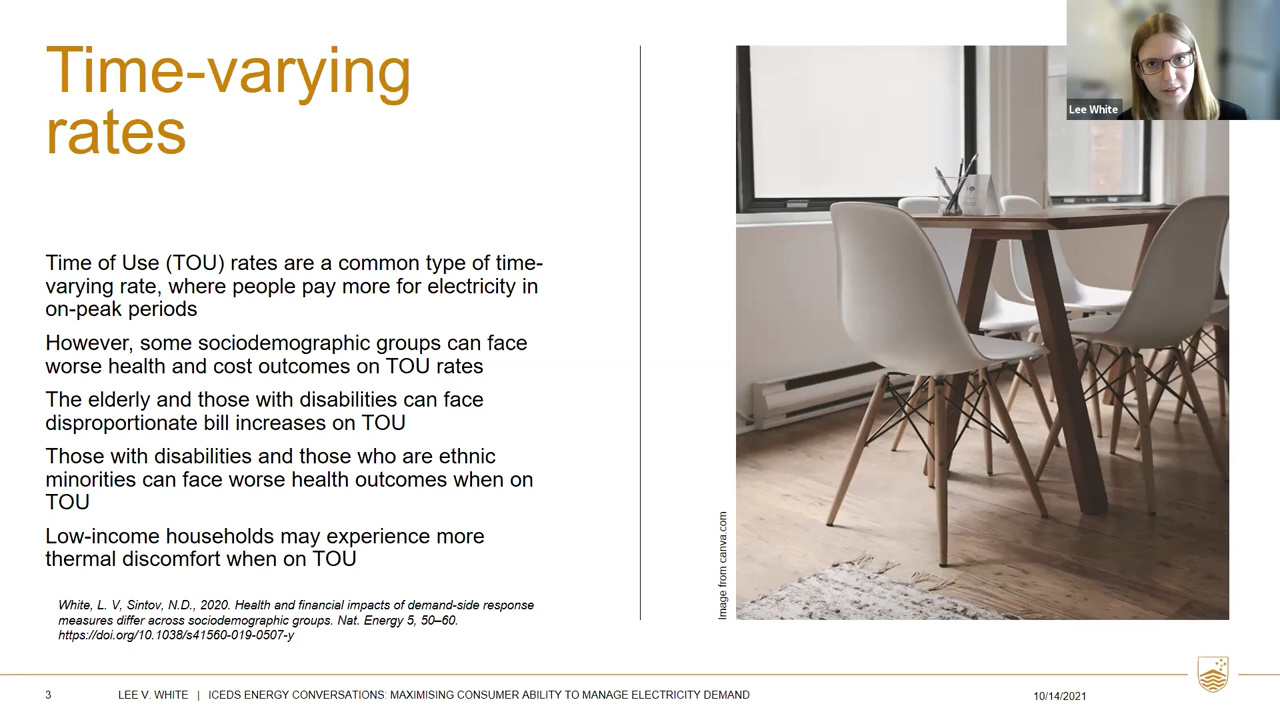 Time-varying
rates
Lee White
Time of Use (TOU) rates are a common type of time-
varying rate, where people pay more for electricity in
on-peak periods
However, some sociodemographic groups can face
worse health and cost outcomes on TOU rates
The elderly and those with disabilities can face
disproportionate bill increases on TOU
Those with disabilities and those who are ethnic
minorities can face worse health outcomes when on
TOU
Low-income households may experience more
thermal discomfort when on TOU
White, L. V, Sintov, N.D., 2020. Health and financial impacts of demand-side response
measures differ across sociodemographic groups. Nat. Energy 5, 50–60.
https://doi.org/10.1038/s41560-019-0507-y
Image from canva.com
3 LEE V. WHITE | ICEDS ENERGY CONVERSATIONS: MAXIMISING CONSUMER ABILITY TO MANAGE ELECTRICITY DEMAND 10/14/2021